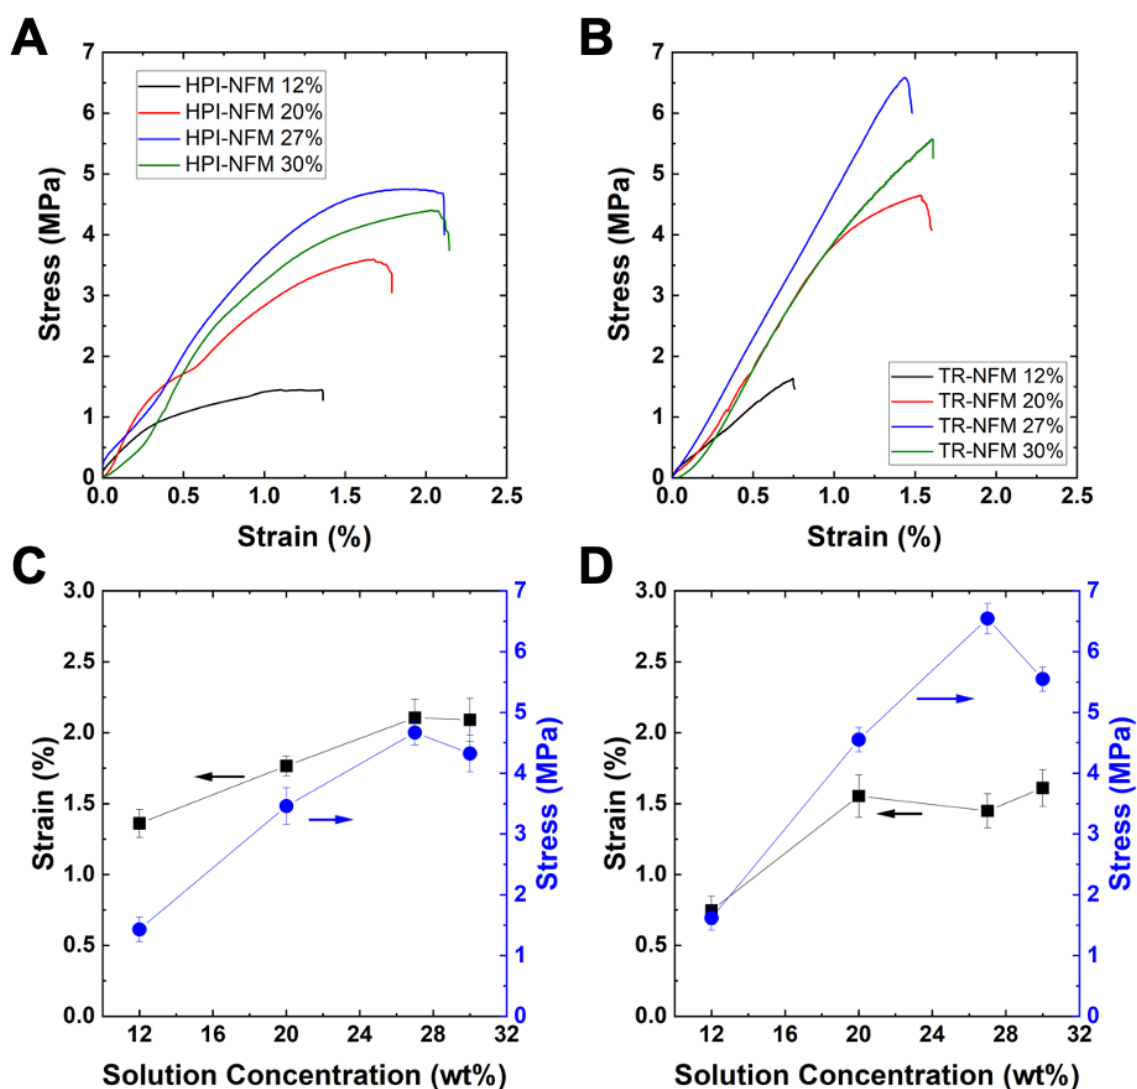 A
B
7
6
5
4
3
2
1
0
Stress (MPa)
HPI-NFM 12%
HPI-NFM 20%
HPI-NFM 27%
HPI-NFM 30%
0.0 0.5 1.0 1.5 2.0 2.5
Strain (%)
7
6
5
4
3
2
1
0
Stress (MPa)
TR-NFM 12%
TR-NFM 20%
TR-NFM 27%
TR-NFM 30%
0.0 0.5 1.0 1.5 2.0 2.5
Strain (%)
C
D
3.0
2.5
2.0
1.5
1.0
0.5
0.0
Strain (%)
7
6
5
4
3
2
1
0
Stress (MPa)
12 16 20 24 28 32
Solution Concentration (wt%)
3.0
2.5
2.0
1.5
1.0
0.5
0.0
Strain (%)
7
6
5
4
3
2
1
0
Stress (MPa)
12 16 20 24 28 32
Solution Concentration (wt%)